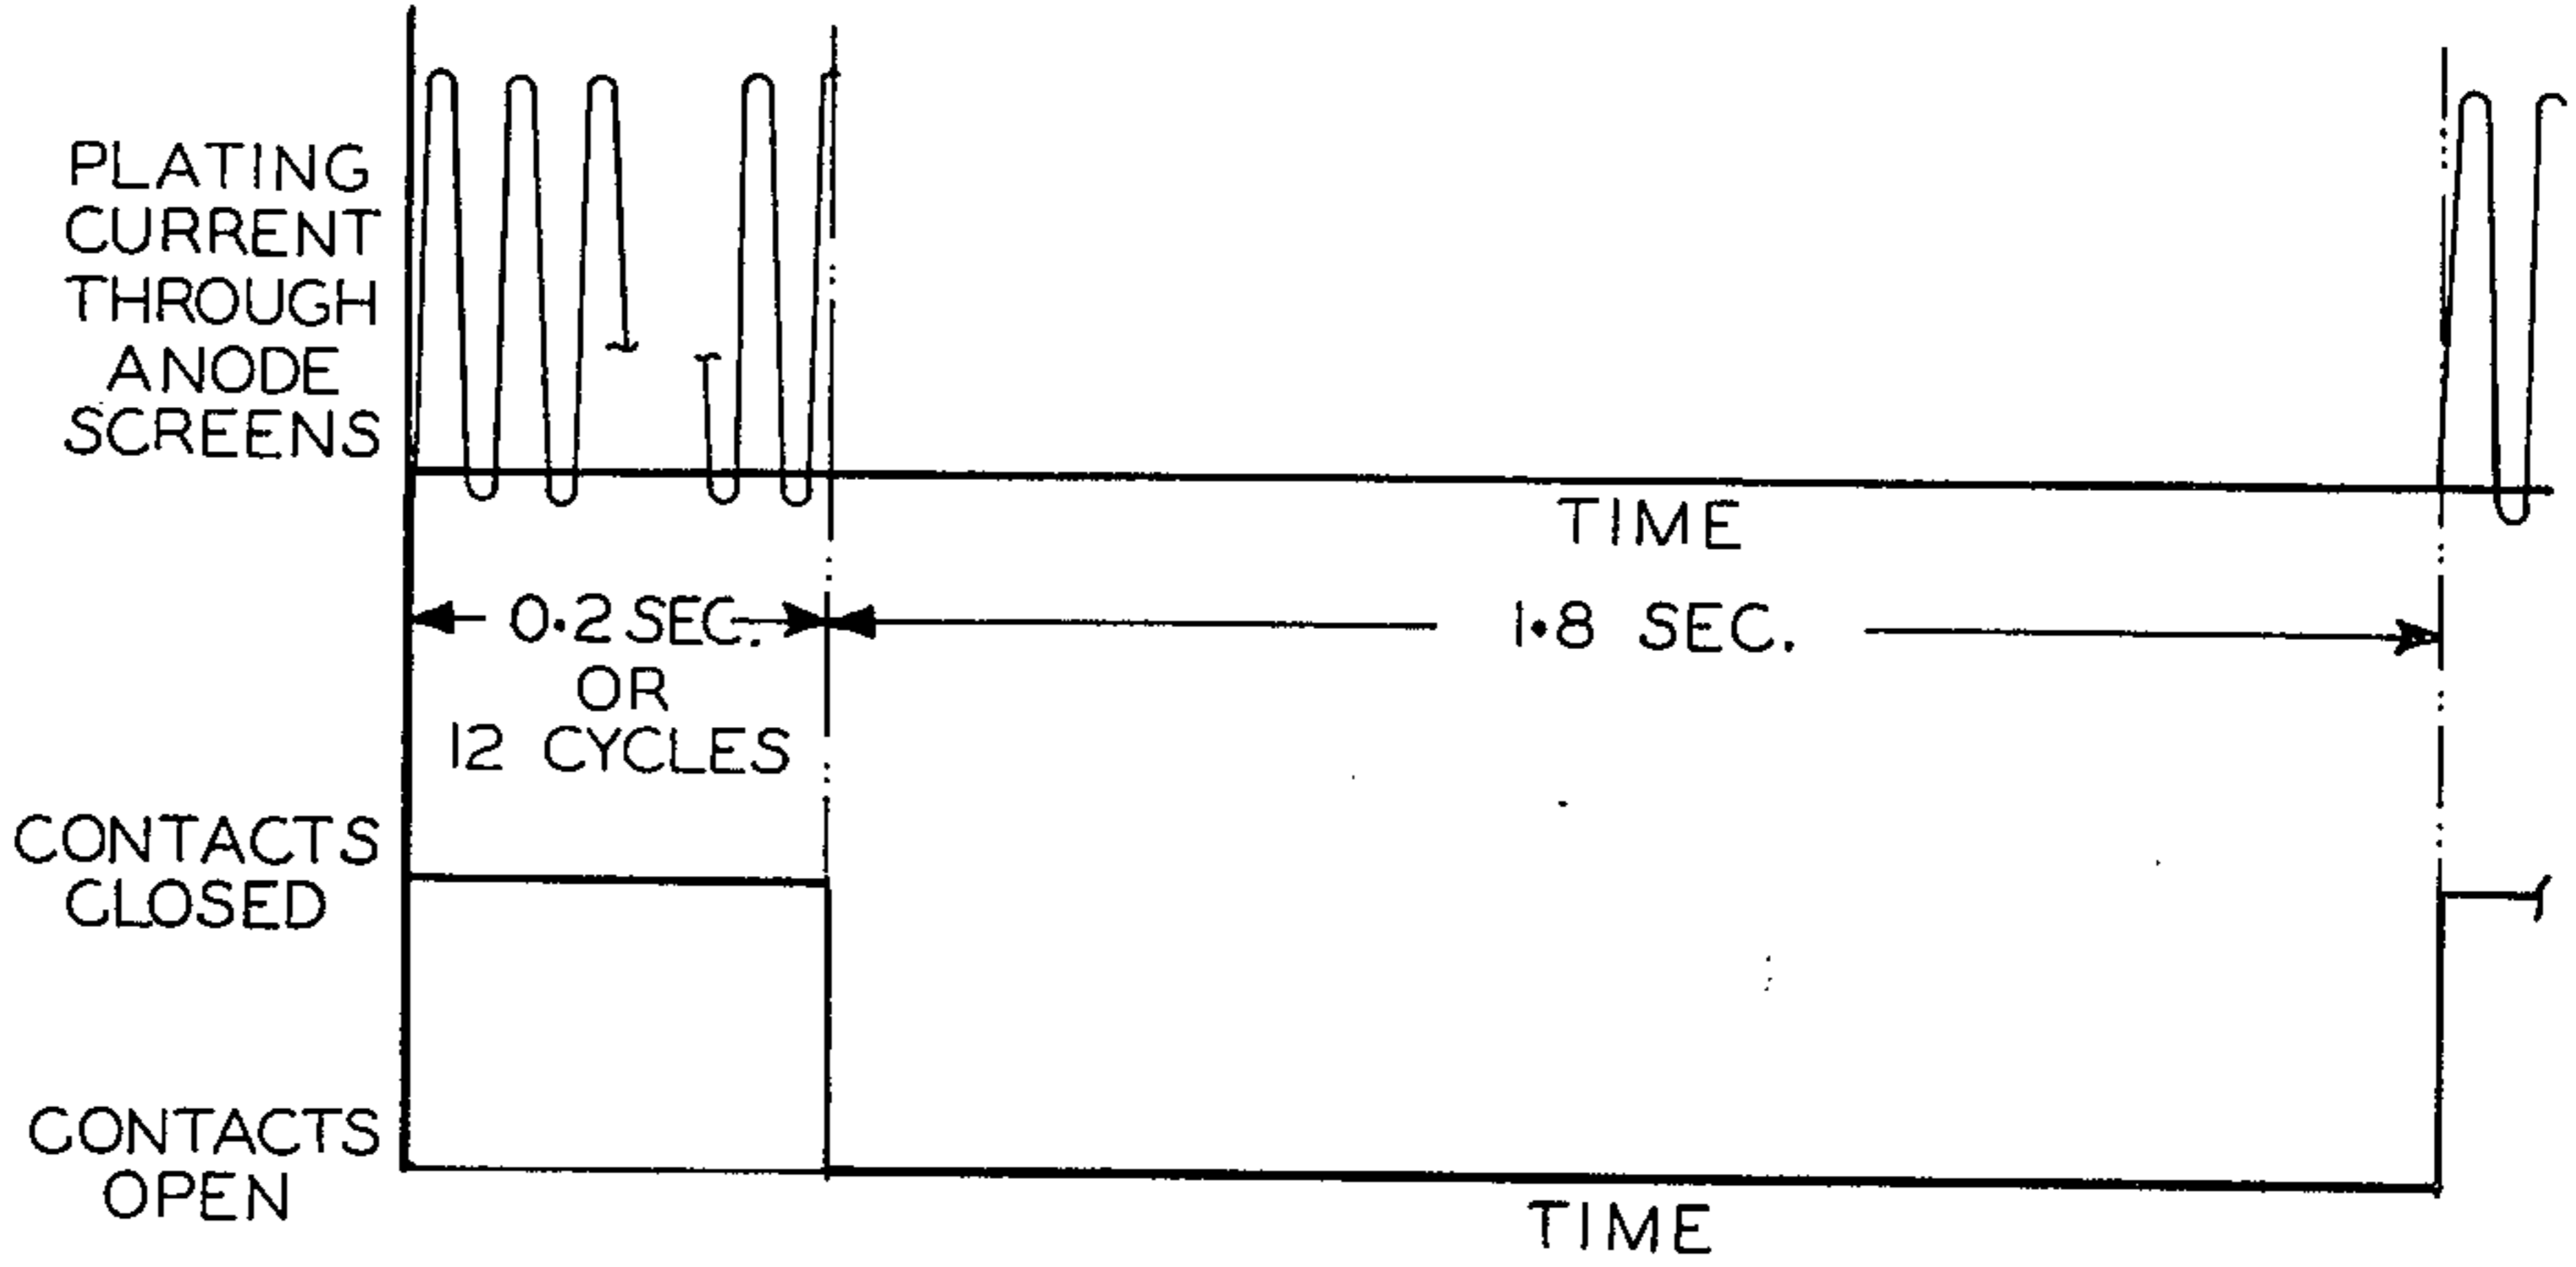 PLATING
CURRENT
THROUGH
ANODE
SCREENS
TIME
0.2 SEC.
OR
12 CYCLES
1.8 SEC.
CONTACTS
CLOSED
CONTACTS
OPEN
TIME